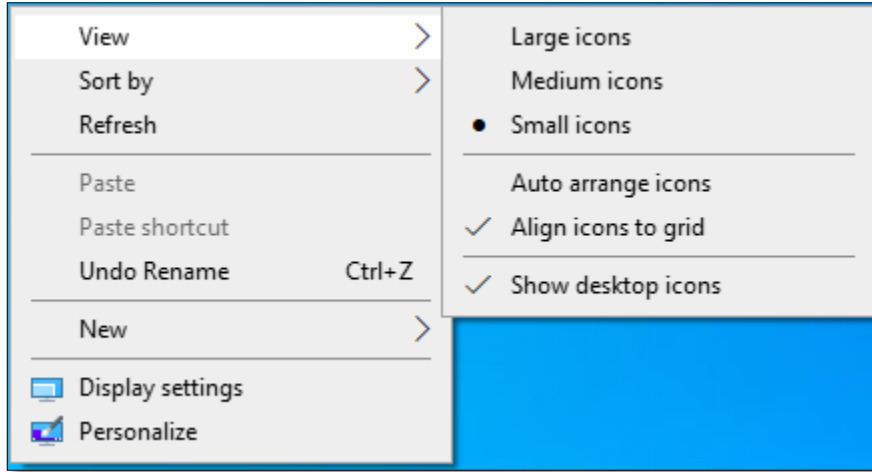 View
Sort by
Refresh
Paste
Paste shortcut
Undo Rename Ctrl+Z
New
Display settings
Personalize
Large icons
Medium icons
Small icons
Auto arrange icons
Align icons to grid
Show desktop icons